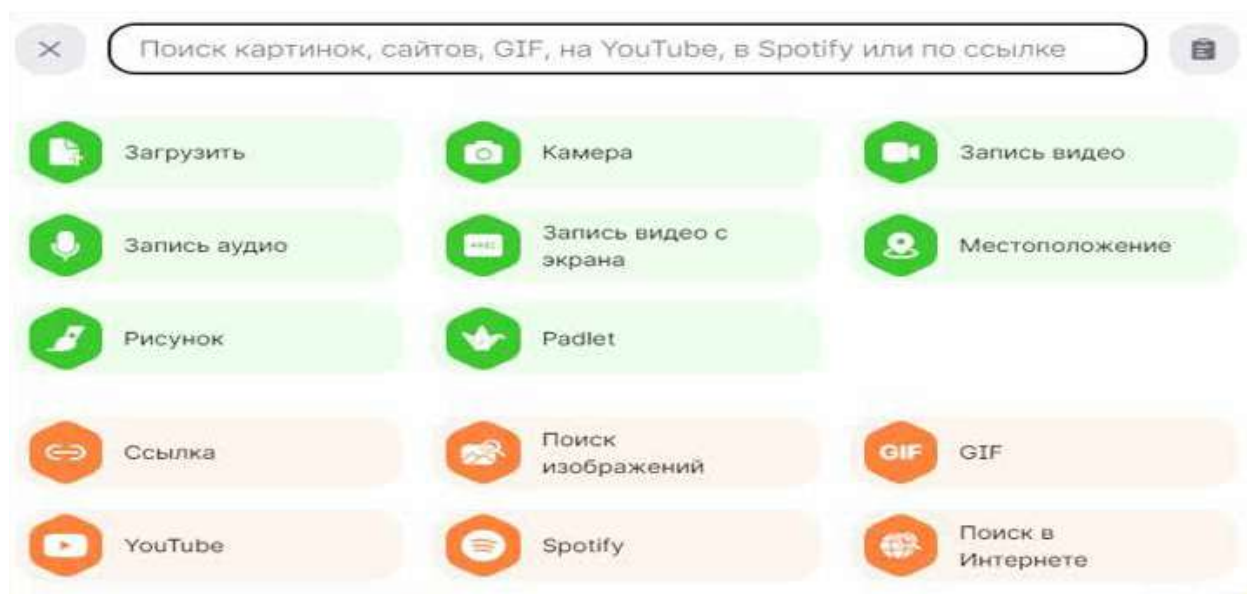 Поиск картинок, сайтов, GIF, на YouTube, в Spotify или по ссылке
Загрузить
Камера
Запись видео
Запись аудио
Запись видео с
экрана
Местоположение
Рисунок
Padlet
Ссылка
Поиск
изображений
GIF
GIF
YouTube
Spotify
Поиск в
Интернете